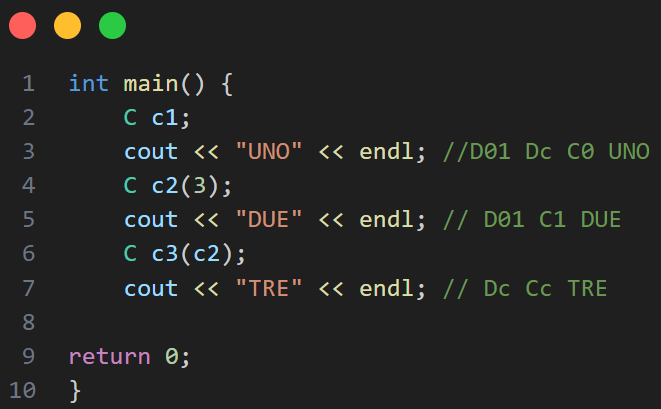 1 int main() {
2 C c1;
3 cout << "UNO" << endl; //D01 Dc C0 UNO
4 C c2(3);
5 cout << "DUE" << endl; // D01 C1 DUE
6 C c3(c2);
7 cout << "TRE" << endl; // Dc Cc TRE
8
9 return 0;
10 }